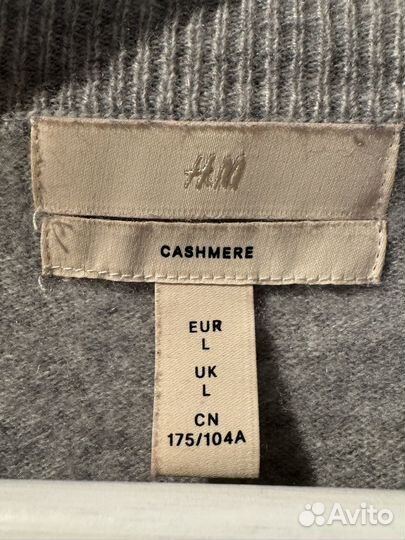 H&M
CASHMERE
EUR
L
UK
L
CN
175/104A
Avito